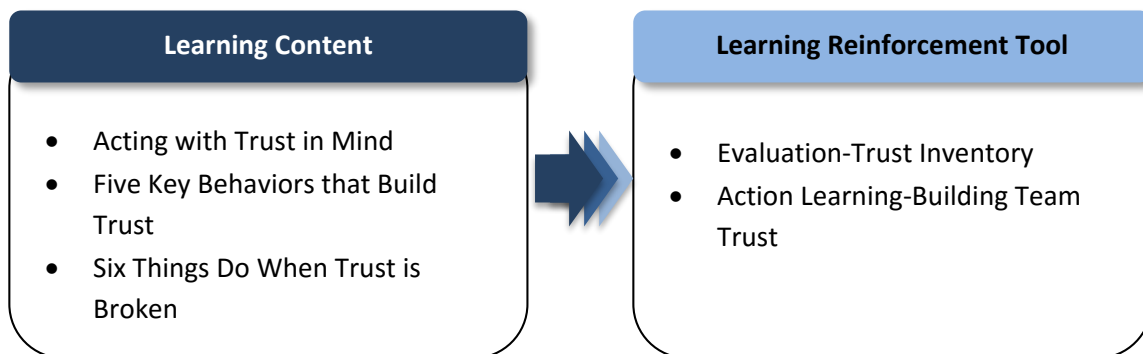 Learning Content
• Acting with Trust in Mind
• Five Key Behaviors that Build
Trust
• Six Things Do When Trust is
Broken
Learning Reinforcement Tool
• Evaluation-Trust Inventory
• Action Learning-Building Team
Trust